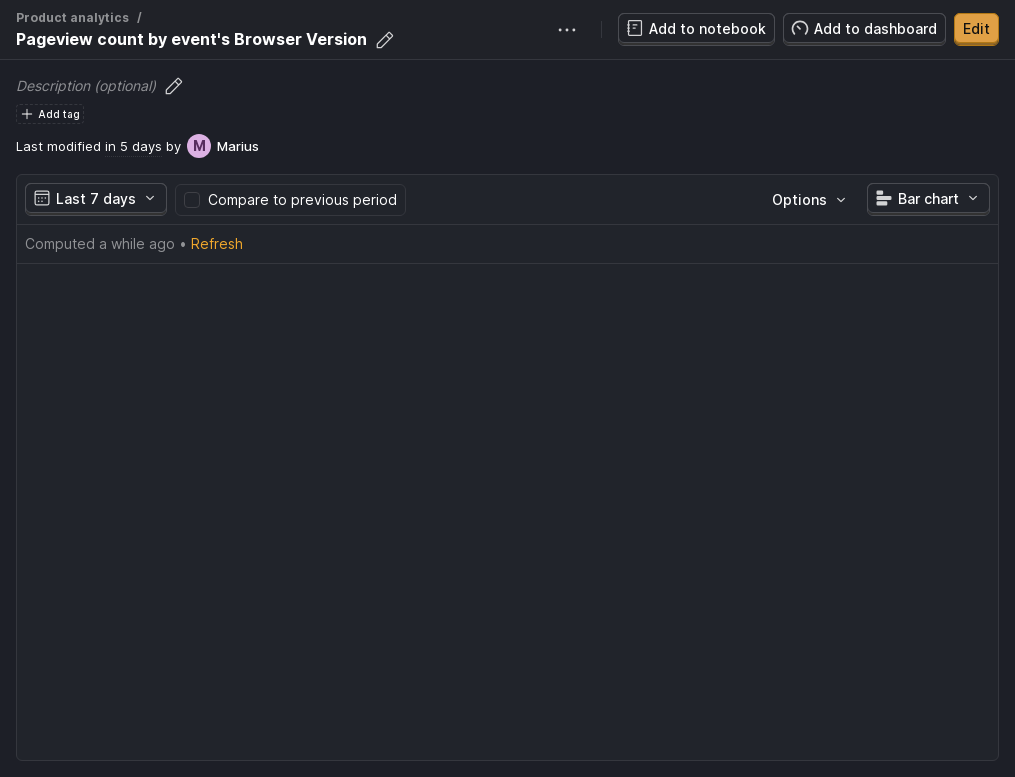 Product analytics /
Pageview count by event's Browser Version
Add to notebook
Add to dashboard
Edit
Description (optional)
Add tag
Last modified in 5 days by M Marius
Last 7 days
Compare to previous period
Options
Bar chart
Computed a while ago • Refresh